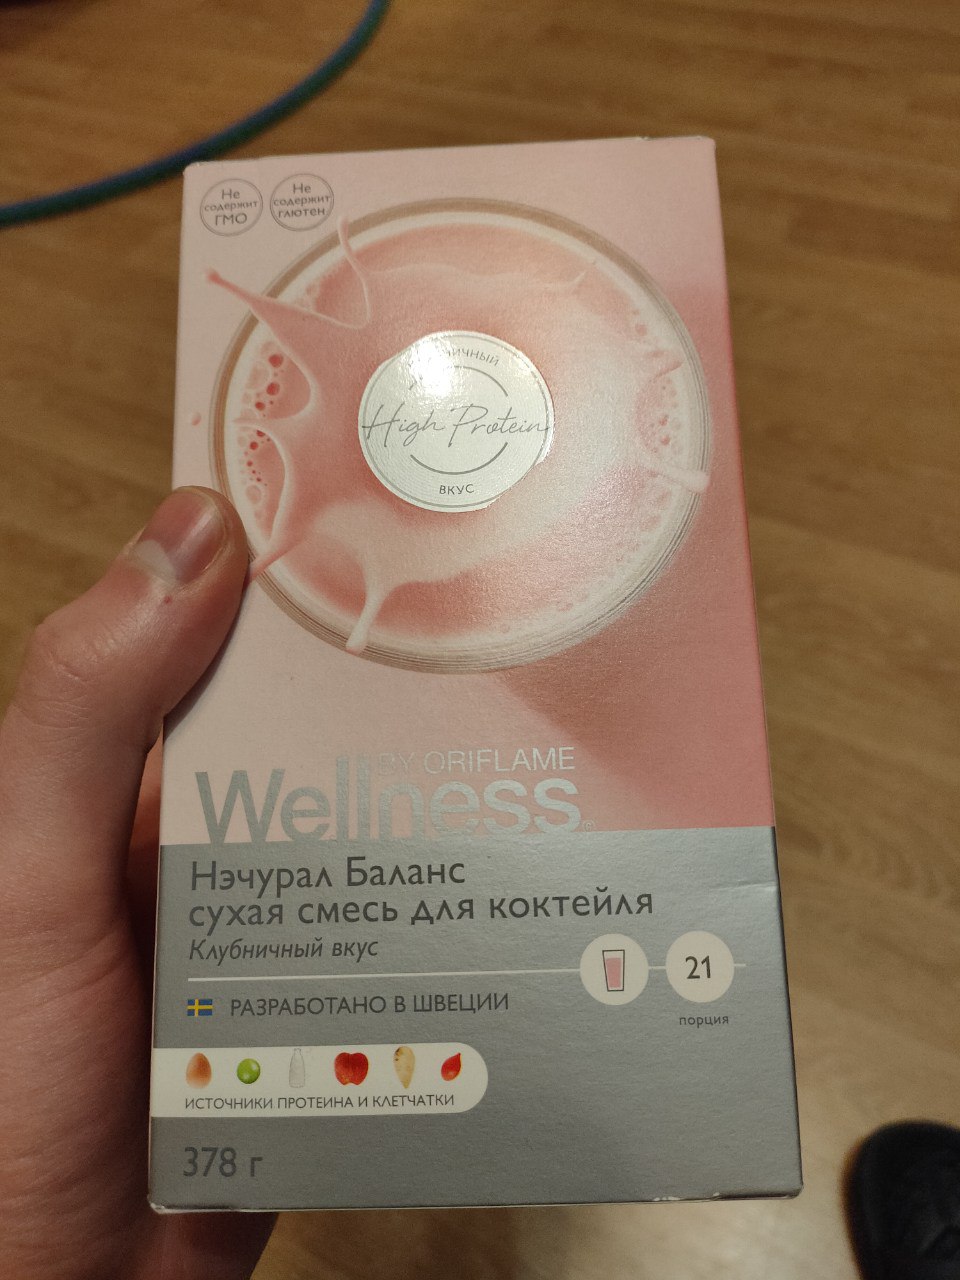 Не
содержит
ГМО
Не
содержит
глютен
High Protein
ВКУС
BY ORIFLAME
Wellness
Нэчурал Баланс
сухая смесь для коктейля
Клубничный вкус
21
порция
РАЗРАБОТАНО В ШВЕЦИИ
ИСТОЧНИКИ ПРОТЕИНА И КЛЕТЧАТКИ
378 г